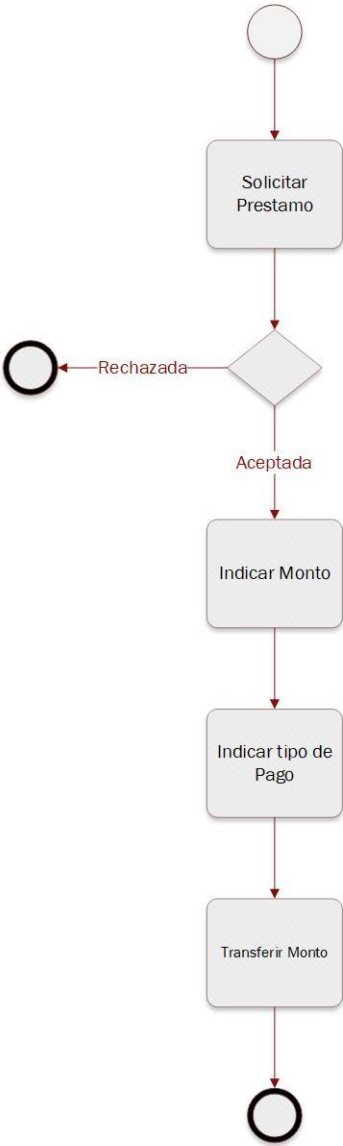 Solicitar
Prestamo
Rechazada
Aceptada
Indicar Monto
Indicar tipo de
Pago
Transferir Monto